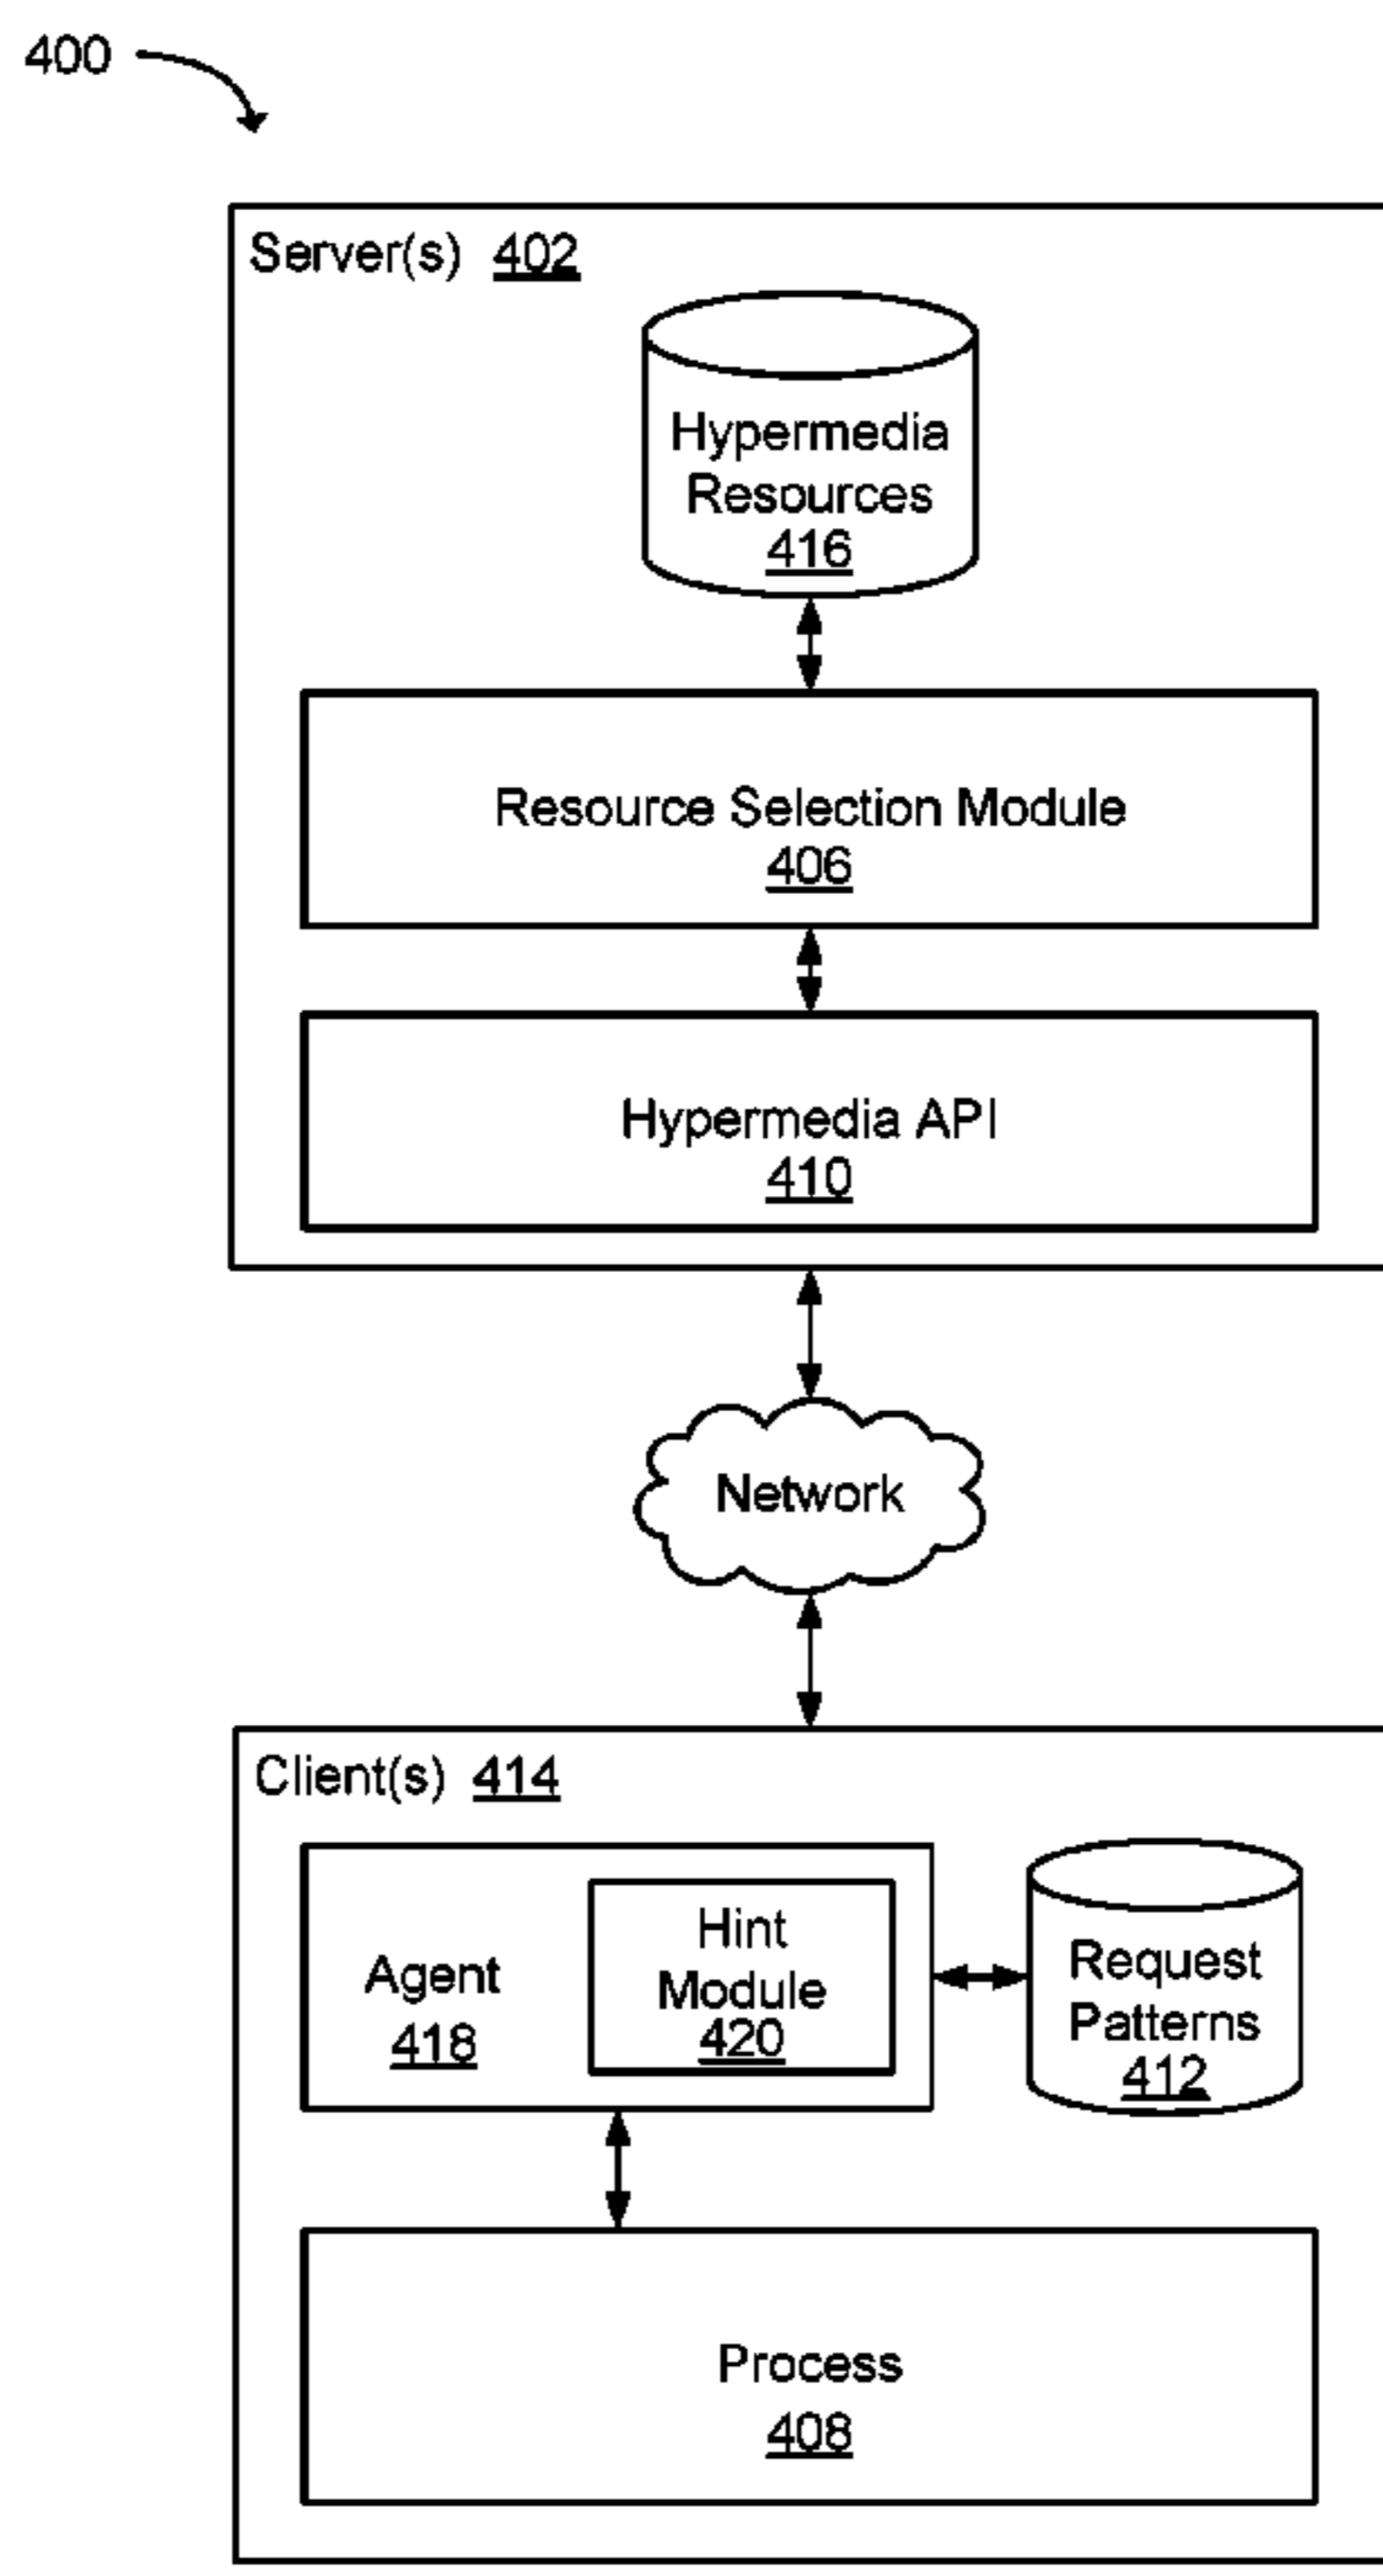 400
Server(s) 402
Hypermedia
Resources
416
Resource Selection Module
406
Hypermedia API
410
Network
Client(s) 414
Agent
418
Hint
Module
420
Request
Patterns
412
Process
408